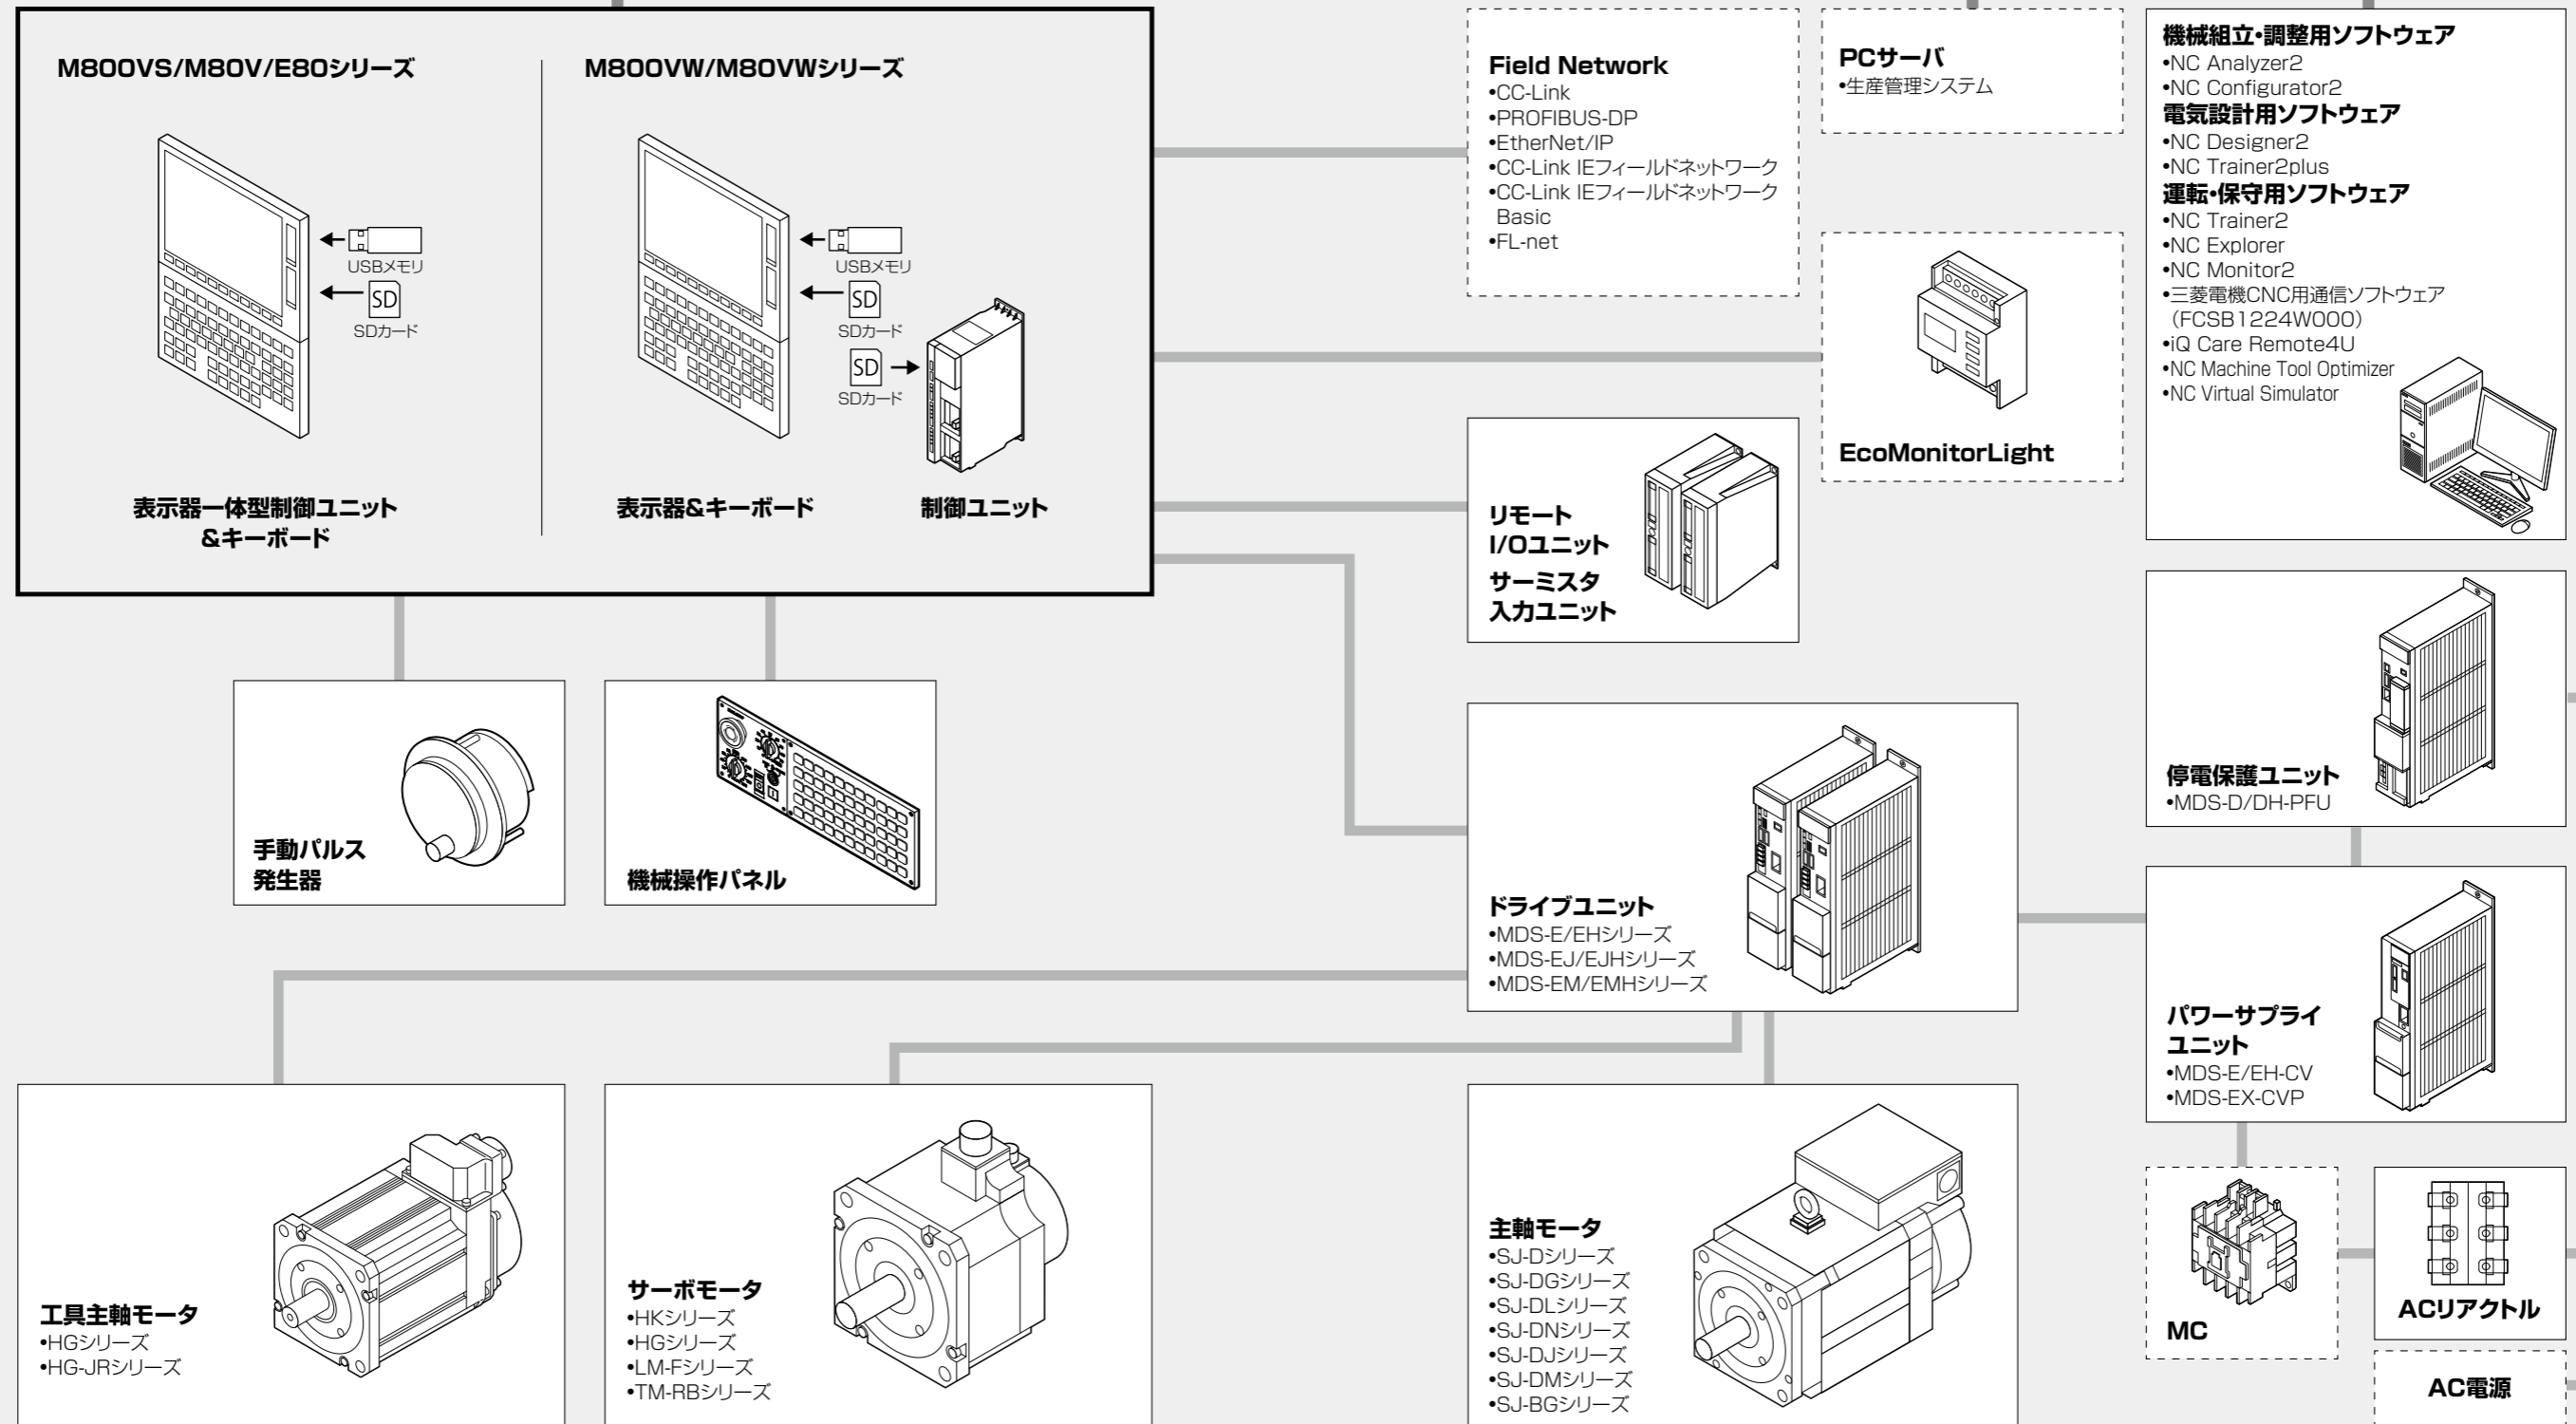 M800VS/M80V/E80シリーズ
USBメモリ
SD
SDカード
表示器一体型制御ユニット
&キーボード
M800VW/M80VWシリーズ
USBメモリ
SD
SDカード
SD
SDカード
表示器&キーボード
制御ユニット
Field Network
•CC-Link
•PROFIBUS-DP
•EtherNet/IP
•CC-Link IEフィールドネットワーク
•CC-Link IEフィールドネットワーク
Basic
•FL-net
PCサーバ
•生産管理システム
EcoMonitorLight
機械組立・調整用ソフトウェア
•NC Analyzer2
•NC Configurator2
電気設計用ソフトウェア
•NC Designer2
•NC Trainer2plus
運転・保守用ソフトウェア
•NC Trainer2
•NC Explorer
•NC Monitor2
•三菱電機CNC用通信ソフトウェア
（FCSB1224W000）
•iQ Care Remote4U
•NC Machine Tool Optimizer
•NC Virtual Simulator
リモート
I/Oユニット
サーミスタ
入力ユニット
手動パルス
発生器
機械操作パネル
ドライブユニット
•MDS-E/EHシリーズ
•MDS-EJ/EJHシリーズ
•MDS-EM/EMHシリーズ
停電保護ユニット
•MDS-D/DH-PFU
パワーサプライ
ユニット
•MDS-E/EH-CV
•MDS-EX-CVP
工具主軸モータ
•HGシリーズ
•HG-JRシリーズ
サーボモータ
•HKシリーズ
•HGシリーズ
•LM-Fシリーズ
•TM-RBシリーズ
主軸モータ
•SJ-Dシリーズ
•SJ-DGシリーズ
•SJ-DLシリーズ
•SJ-DNシリーズ
•SJ-DJシリーズ
•SJ-DMシリーズ
•SJ-BGシリーズ
MC
ACリアクトル
AC電源